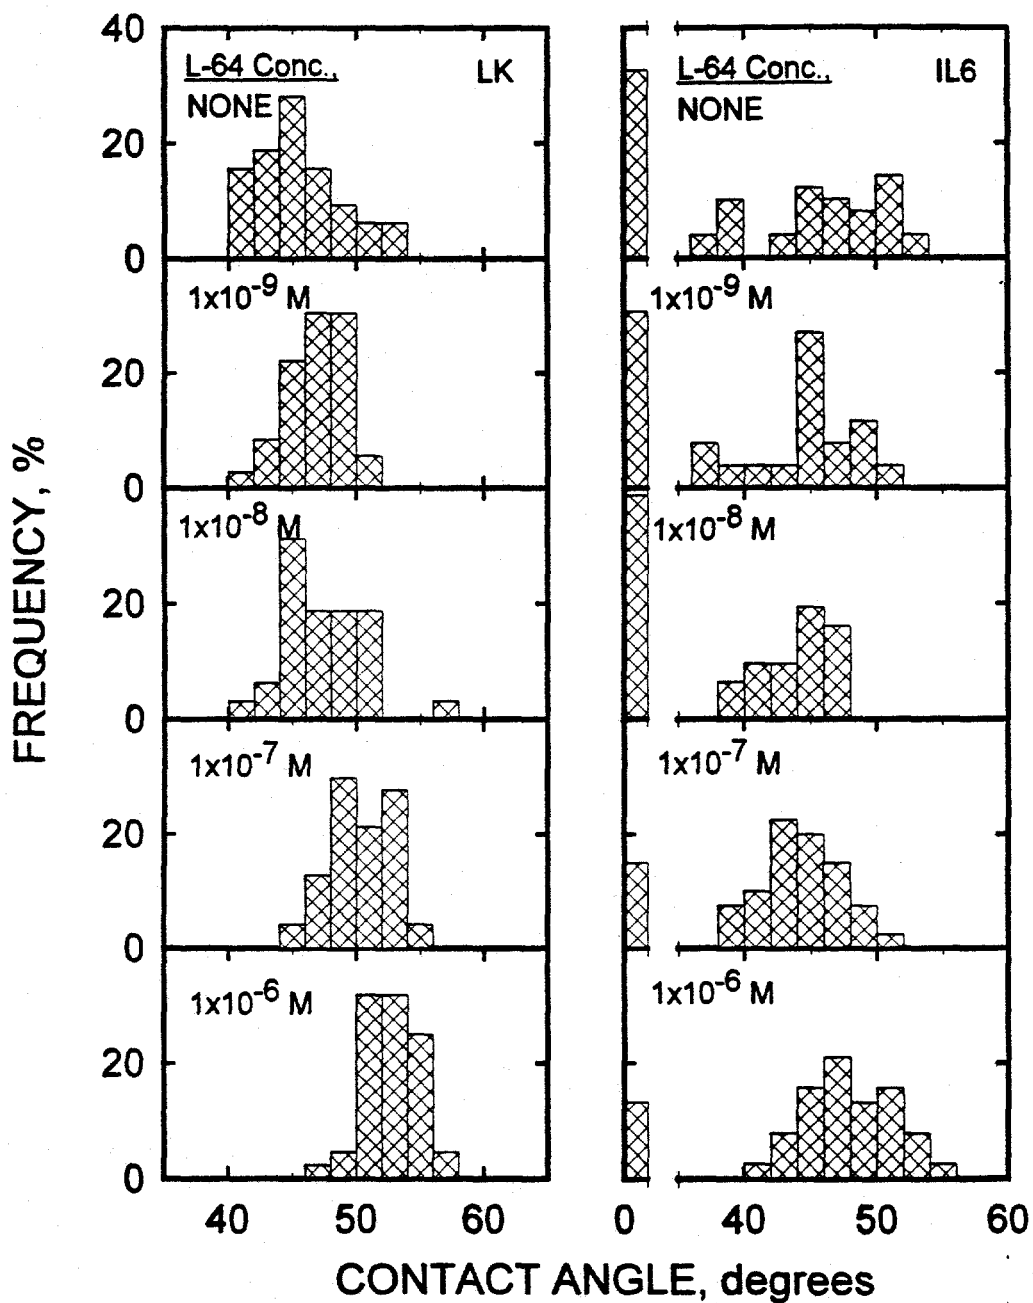 FREQUENCY, %
40
20
0
20
0
20
0
20
0
20
0
L-64 Conc., LK
NONE
1x10-9 M
1x10-8 M
1x10-7 M
1x10-6 M
40 50 60
L-64 Conc., IL6
NONE
1x10-9 M
1x10-8 M
1x10-7 M
1x10-6 M
0 40 50 60
CONTACT ANGLE, degrees